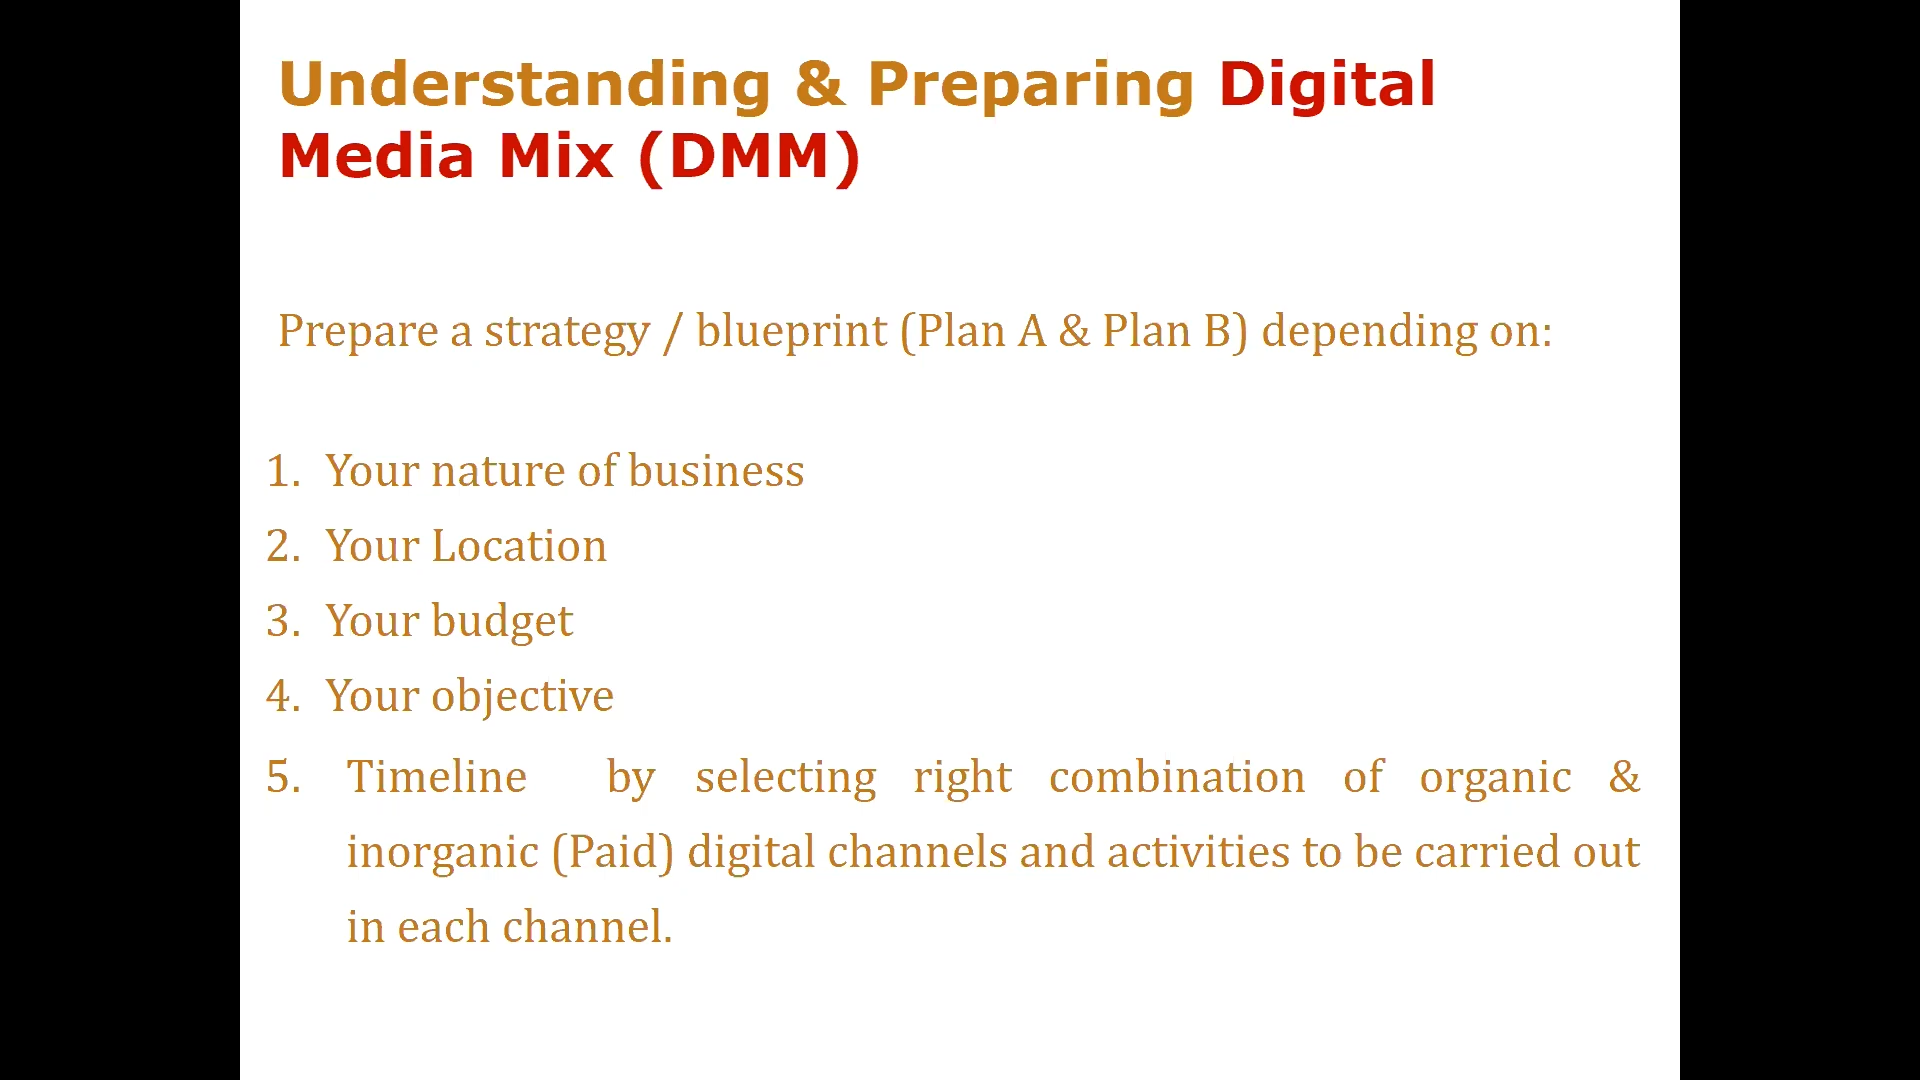 Understanding & Preparing Digital
Media Mix (DMM)
Prepare a strategy / blueprint (Plan A & Plan B) depending on:
1. Your nature of business
2. Your Location
3. Your budget
4. Your objective
5. Timeline by selecting right combination of organic &
inorganic (Paid) digital channels and activities to be carried out
in each channel.